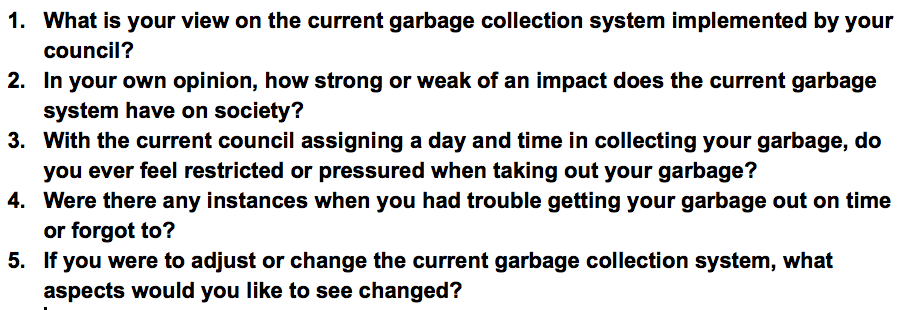 1. What is your view on the current garbage collection system implemented by your
council?
2. In your own opinion, how strong or weak of an impact does the current garbage
system have on society?
3. With the current council assigning a day and time in collecting your garbage, do
you ever feel restricted or pressured when taking out your garbage?
4. Were there any instances when you had trouble getting your garbage out on time
or forgot to?
5. If you were to adjust or change the current garbage collection system, what
aspects would you like to see changed?